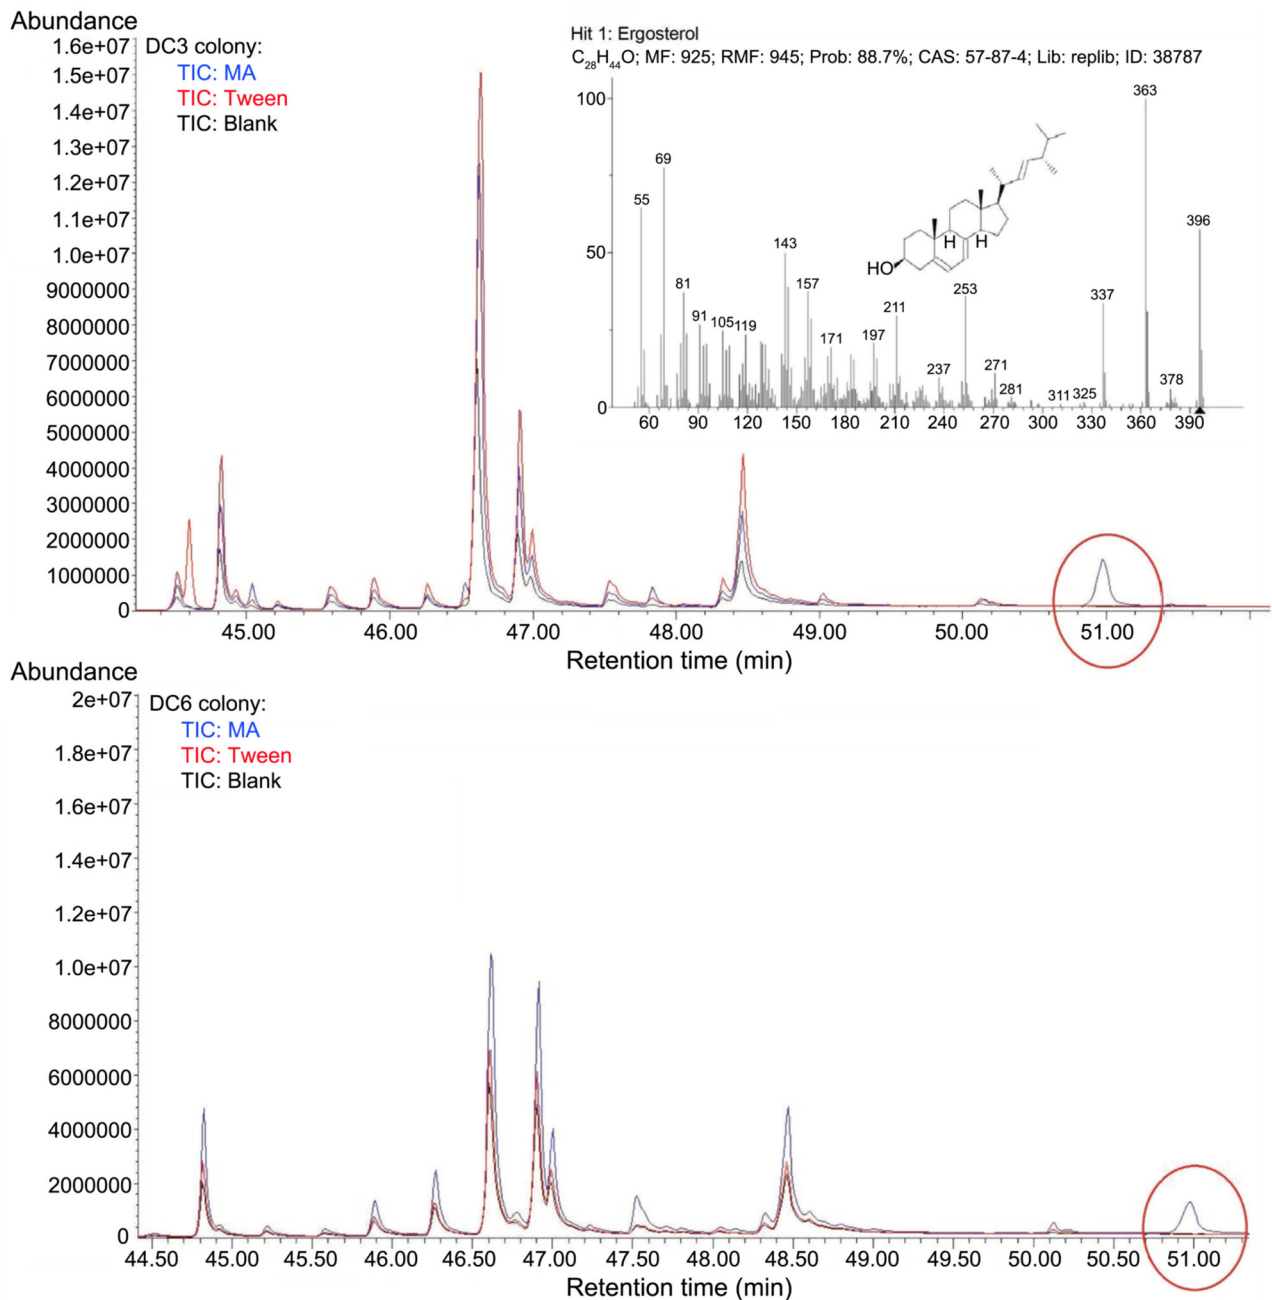 Abundance
DC3 colony:
TIC: MA
TIC: Tween
TIC: Blank
1.6e+07
1.5e+07
1.4e+07
1.3e+07
1.2e+07
1.1e+07
1.0e+07
9000000
8000000
7000000
6000000
5000000
4000000
3000000
2000000
1000000
0
45.00 46.00 47.00 48.00 49.00 50.00 51.00
Retention time (min)
Hit 1: Ergosterol
C28H44O; MF: 925; RMF: 945; Prob: 88.7%; CAS: 57-87-4; Lib: replib; ID: 38787
100
50
0
55 69 81 91 105 119 143 157 171 197 211 237 253 271 281 311 325 337 363 378 396
HO H H
60 90 120 150 180 210 240 270 300 330 360 390
Abundance
DC6 colony:
TIC: MA
TIC: Tween
TIC: Blank
2e+07
1.8e+07
1.6e+07
1.4e+07
1.2e+07
1.0e+07
8000000
6000000
4000000
2000000
0
44.50 45.00 45.50 46.00 46.50 47.00 47.50 48.00 48.50 49.00 49.50 50.00 50.50 51.00
Retention time (min)